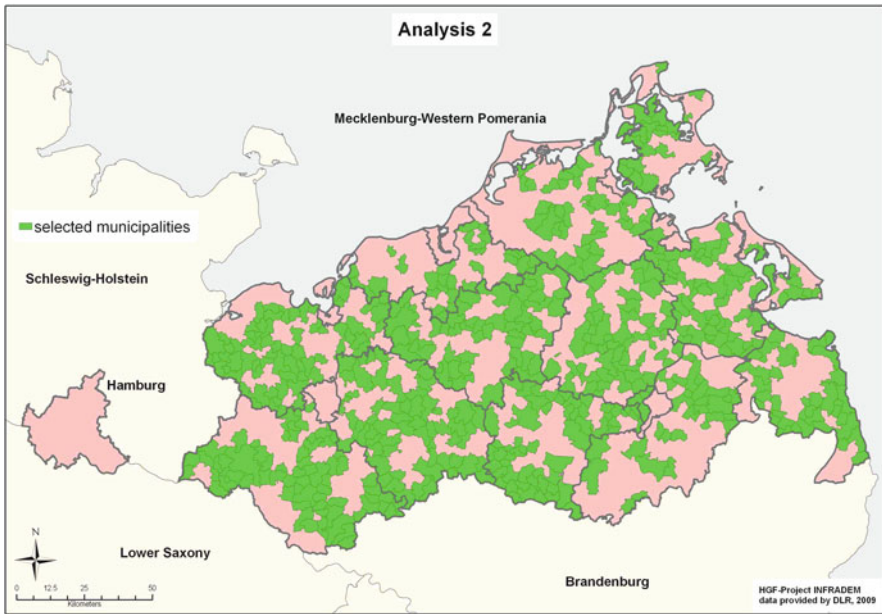 Analysis 2
Mecklenburg-Western Pomerania
selected municipalities
Schleswig-Holstein
Hamburg
N
Lower Saxony
Brandenburg
0 12.5 25 50
Kilometers
HGF-Project INFRADEM
data provided by DLR, 2009